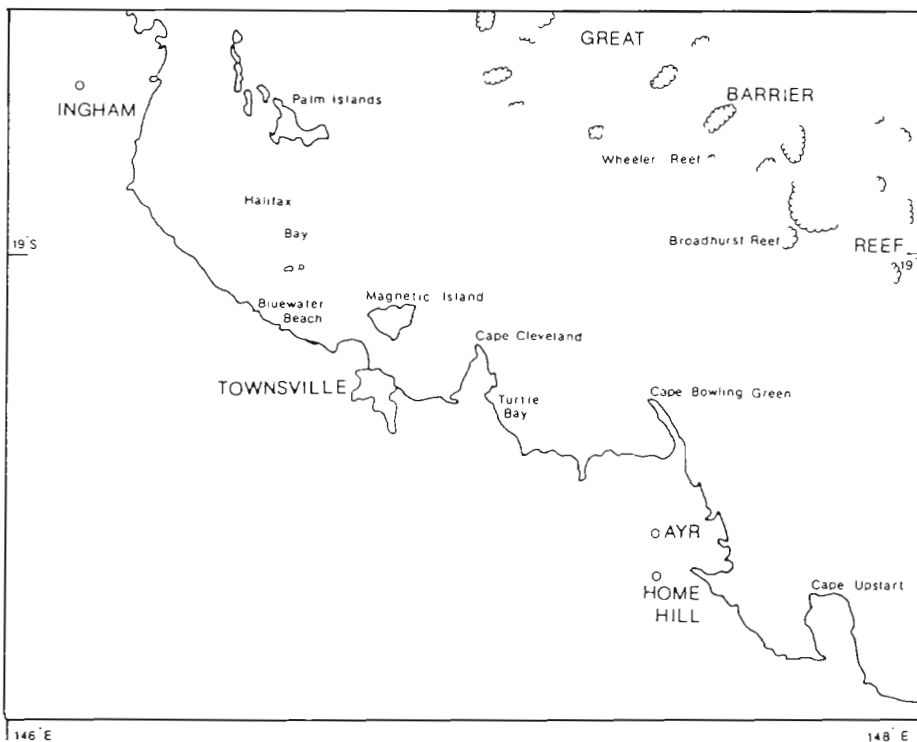 GREAT
INGHAM
Palm Islands
BARRIER
Wheeler Reef
Halifax
Bay
19°S
Broadhurst Reef
REEF
19°
Bluewater
Beach
Magnetic Island
Cape Cleveland
TOWNSVILLE
Turtle
Bay
Cape Bowling Green
AYR
HOME
HILL
Cape Upstart
146°E
148°E